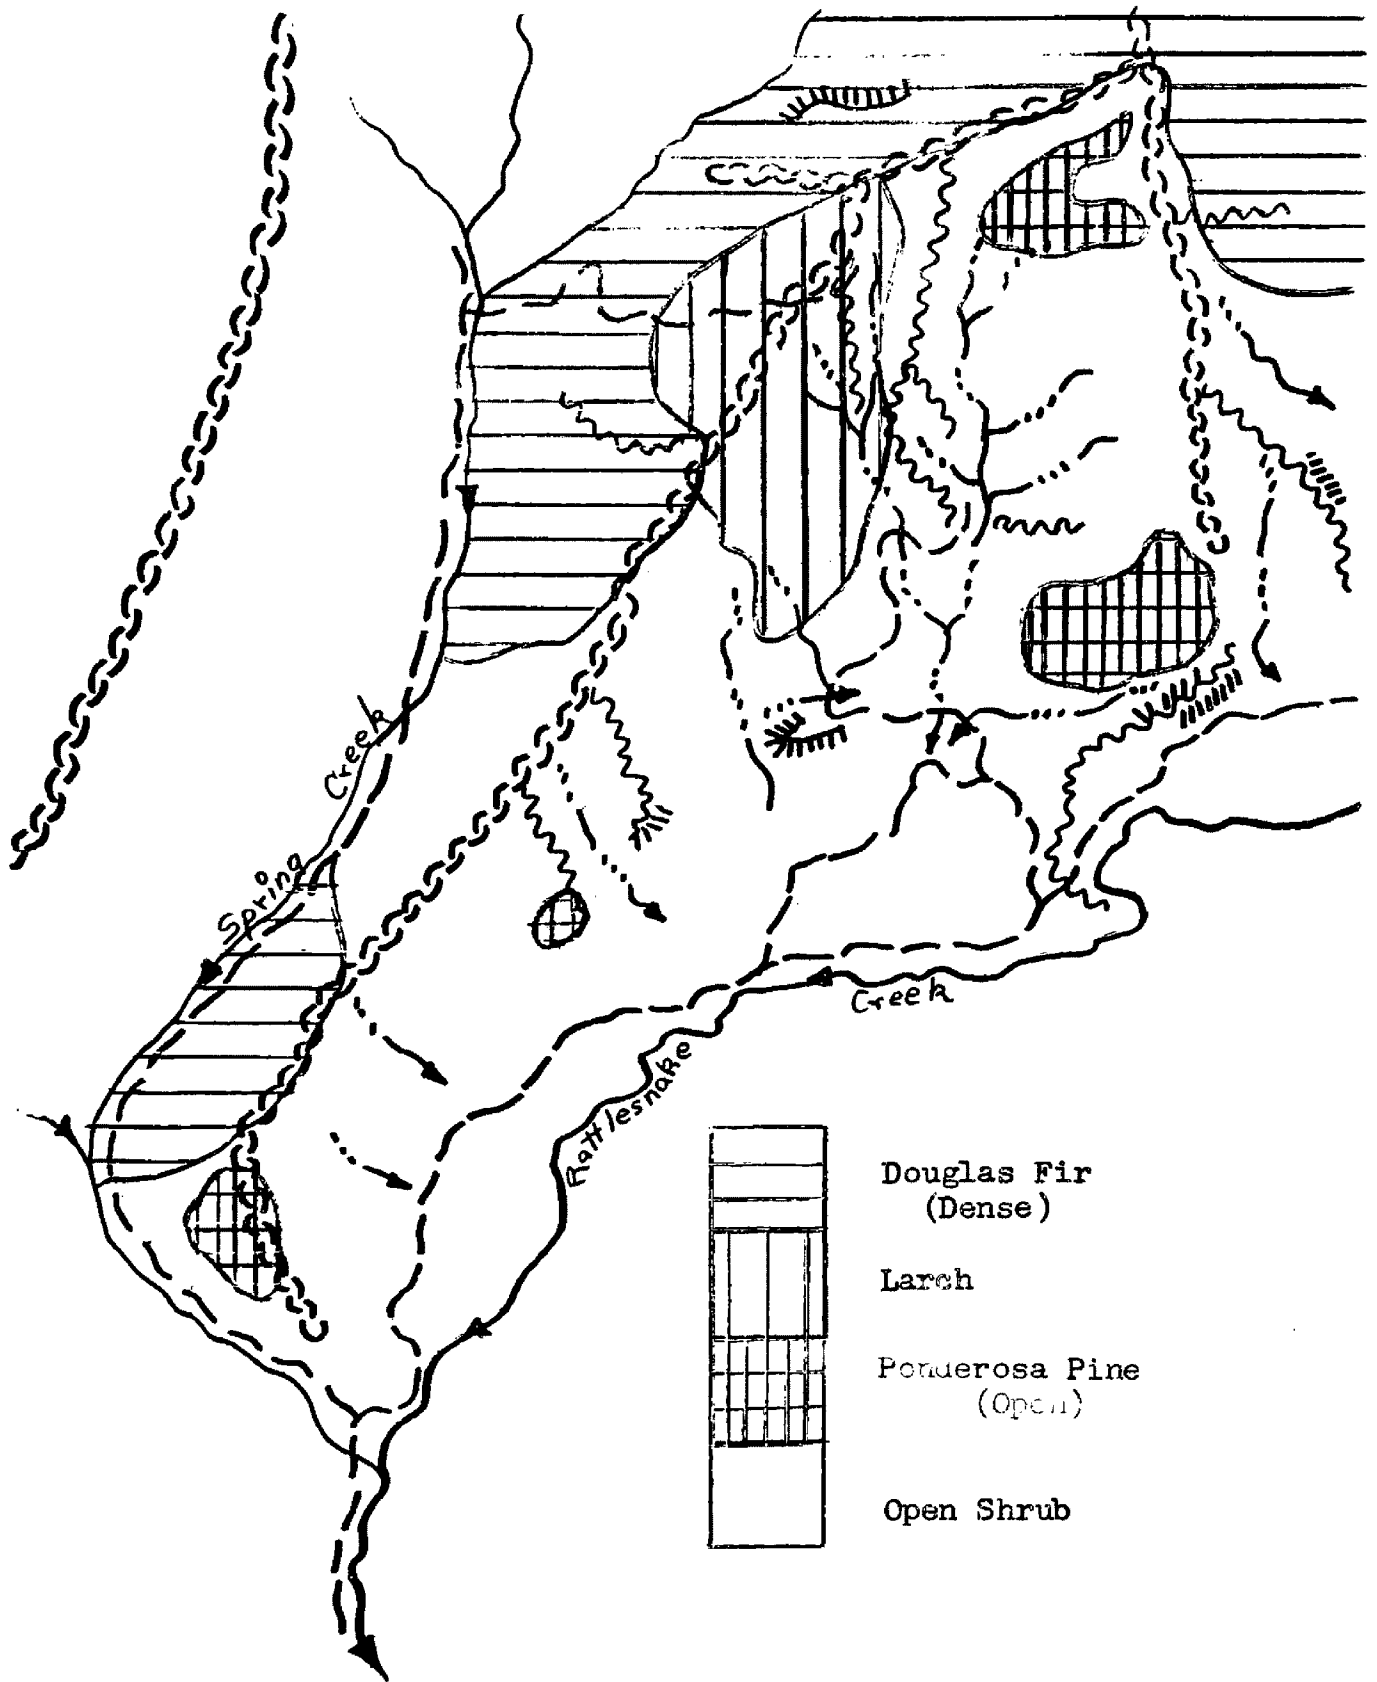 Creek
Spring
Creek
Rattlesnake
Douglas Fir
(Dense)
Larch
Ponderosa Pine
(Open)
Open Shrub